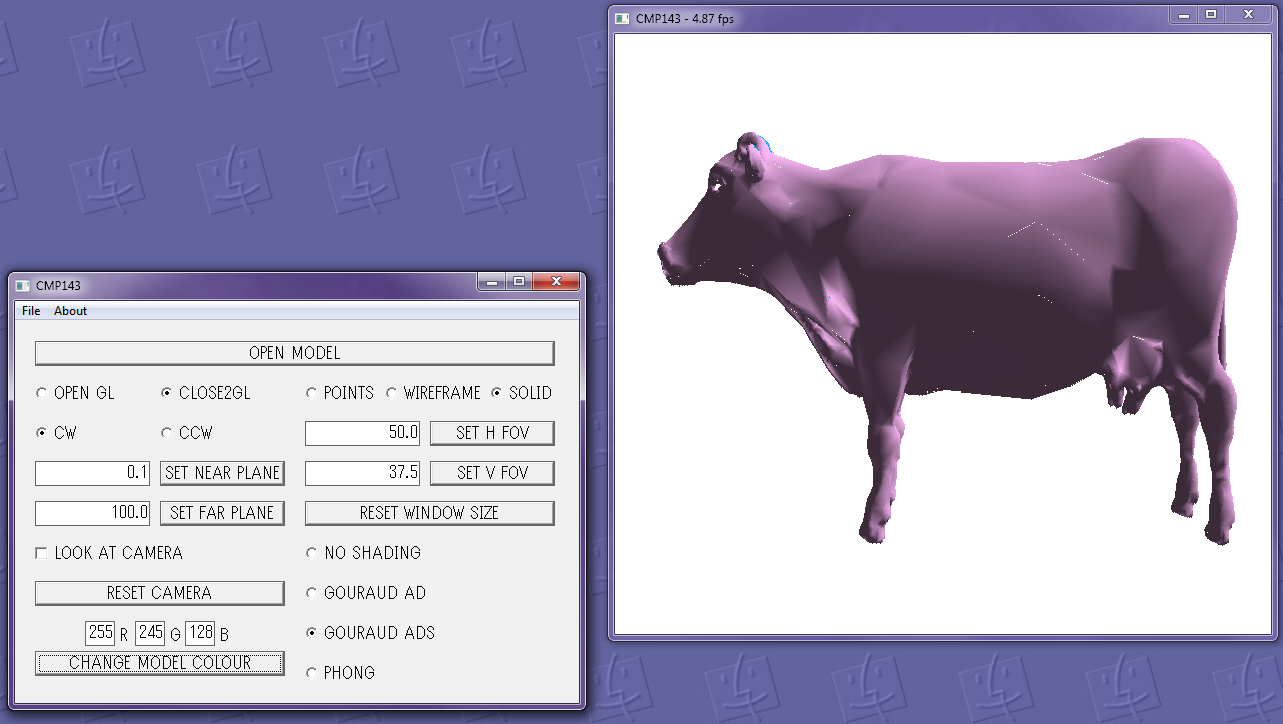 CMP143 - 4.87 fps
CMP143
File About
OPEN MODEL
OPEN GL CLOSE2GL POINTS WIREFRAME SOLID
CW CCW 50.0 SET H FOV
0.1 SET NEAR PLANE 37.5 SET V FOV
100.0 SET FAR PLANE RESET WINDOW SIZE
LOOK AT CAMERA NO SHADING
RESET CAMERA GOURAUD AD
255 R 245 G 128 B GOURAUD ADS
CHANGE MODEL COLOUR
PHONG